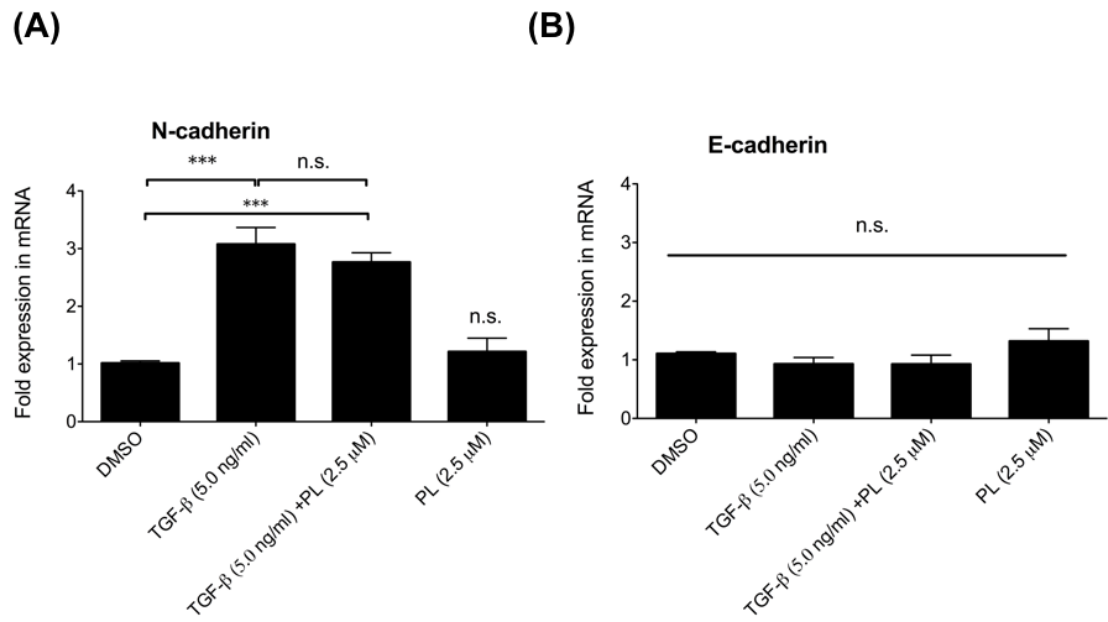 (A)
N-cadherin
***
n.s.
***
n.s.
Fold expression in mRNA
4
3
2
1
0
DMSO
TGF-β (5.0 ng/ml)
TGF-β (5.0 ng/ml) +PL (2.5 μM)
PL (2.5 μM)
(B)
E-cadherin
n.s.
Fold expression in mRNA
4
3
2
1
0
DMSO
TGF-β (5.0 ng/ml)
TGF-β (5.0 ng/ml) +PL (2.5 μM)
PL (2.5 μM)